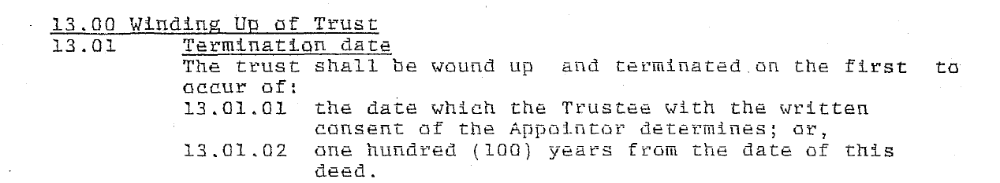 13.00 Winding Up of Trust
13.01 Termination date
The trust shall be wound up and terminated on the first to
occur of:
13.01.01 the date which the Trustee with the written
consent of the Appointor determines; or,
13.01.02 one hundred (100) years from the date of this
deed.